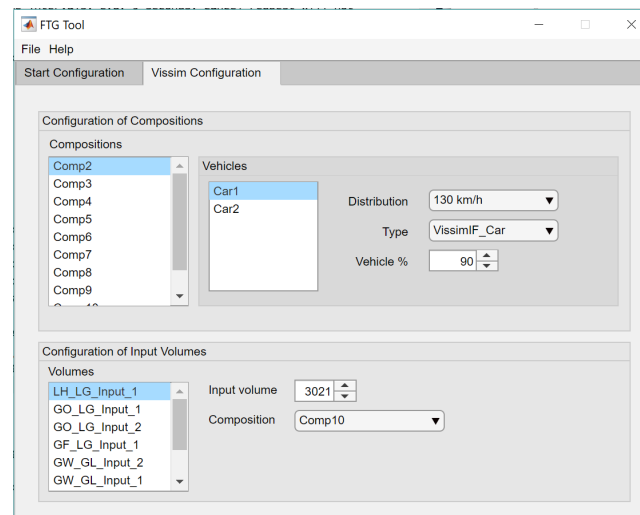 FTG Tool
File Help
Start Configuration Vissim Configuration
Configuration of Compositions
Compositions
Comp2
Comp3
Comp4
Comp5
Comp6
Comp7
Comp8
Comp9
Vehicles
Car1
Car2
Distribution 130 km/h
Type VissimIF_Car
Vehicle % 90
Configuration of Input Volumes
Volumes
LH_LG_Input_1
GO_LG_Input_1
GO_LG_Input_2
GF_LG_Input_1
GW_GL_Input_2
GW_GL_Input_1
Input volume 3021
Composition Comp10